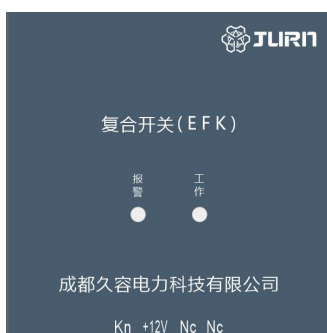 JURN
复合开关(EFK)
报警 工作
成都久容电力科技有限公司
Kn +12V Nc Nc